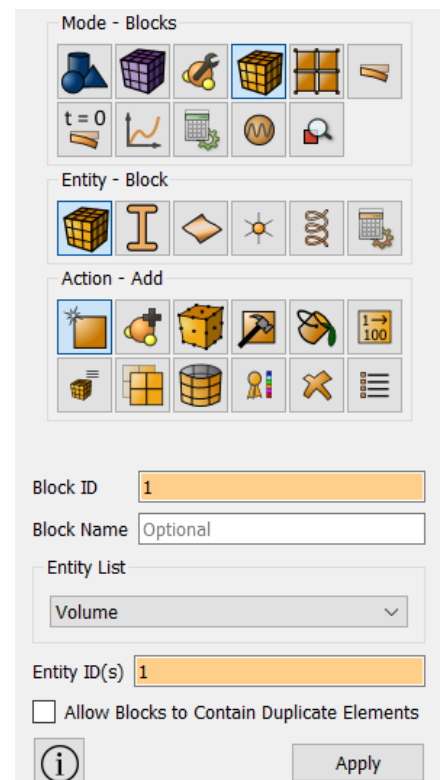 Mode - Blocks
t = 0
Entity - Block
Action - Add
1→
100
Block ID 1
Block Name Optional
Entity List
Volume
Entity ID(s) 1
Allow Blocks to Contain Duplicate Elements
i Apply